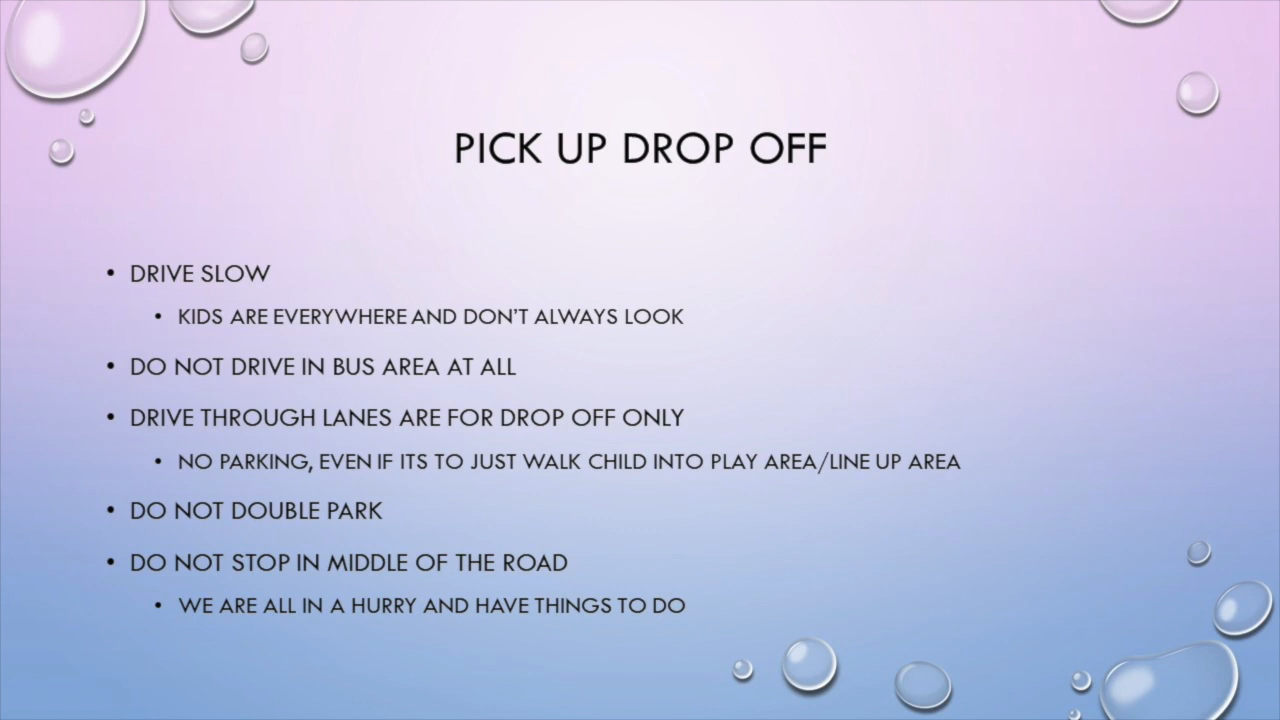 PICK UP DROP OFF
• DRIVE SLOW
• KIDS ARE EVERYWHERE AND DON'T ALWAYS LOOK
• DO NOT DRIVE IN BUS AREA AT ALL
• DRIVE THROUGH LANES ARE FOR DROP OFF ONLY
• NO PARKING, EVEN IF ITS TO JUST WALK CHILD INTO PLAY AREA/LINE UP AREA
• DO NOT DOUBLE PARK
• DO NOT STOP IN MIDDLE OF THE ROAD
• WE ARE ALL IN A HURRY AND HAVE THINGS TO DO